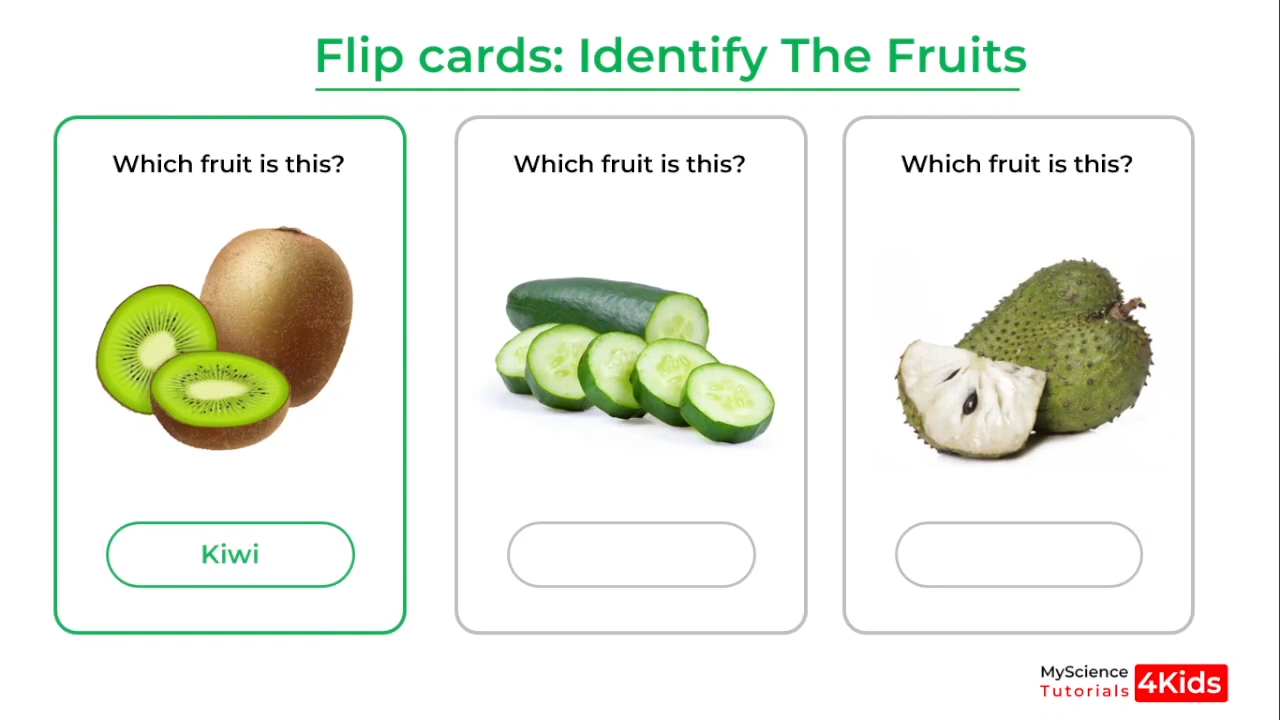 Flip cards: Identify The Fruits
Which fruit is this?
Kiwi
Which fruit is this?
Which fruit is this?
MyScience
Tutorials
4Kids